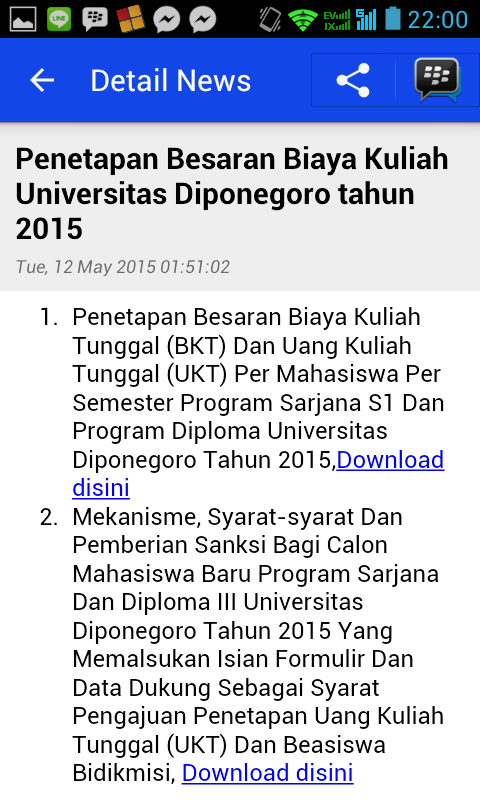 22:00
Detail News
Penetapan Besaran Biaya Kuliah
Universitas Diponegoro tahun
2015
Tue, 12 May 2015 01:51:02
1. Penetapan Besaran Biaya Kuliah
Tunggal (BKT) Dan Uang Kuliah
Tunggal (UKT) Per Mahasiswa Per
Semester Program Sarjana S1 Dan
Program Diploma Universitas
Diponegoro Tahun 2015,Download
disini
2. Mekanisme, Syarat-syarat Dan
Pemberian Sanksi Bagi Calon
Mahasiswa Baru Program Sarjana
Dan Diploma III Universitas
Diponegoro Tahun 2015 Yang
Memalsukan Isian Formulir Dan
Data Dukung Sebagai Syarat
Pengajuan Penetapan Uang Kuliah
Tunggal (UKT) Dan Beasiswa
Bidikmisi, Download disini